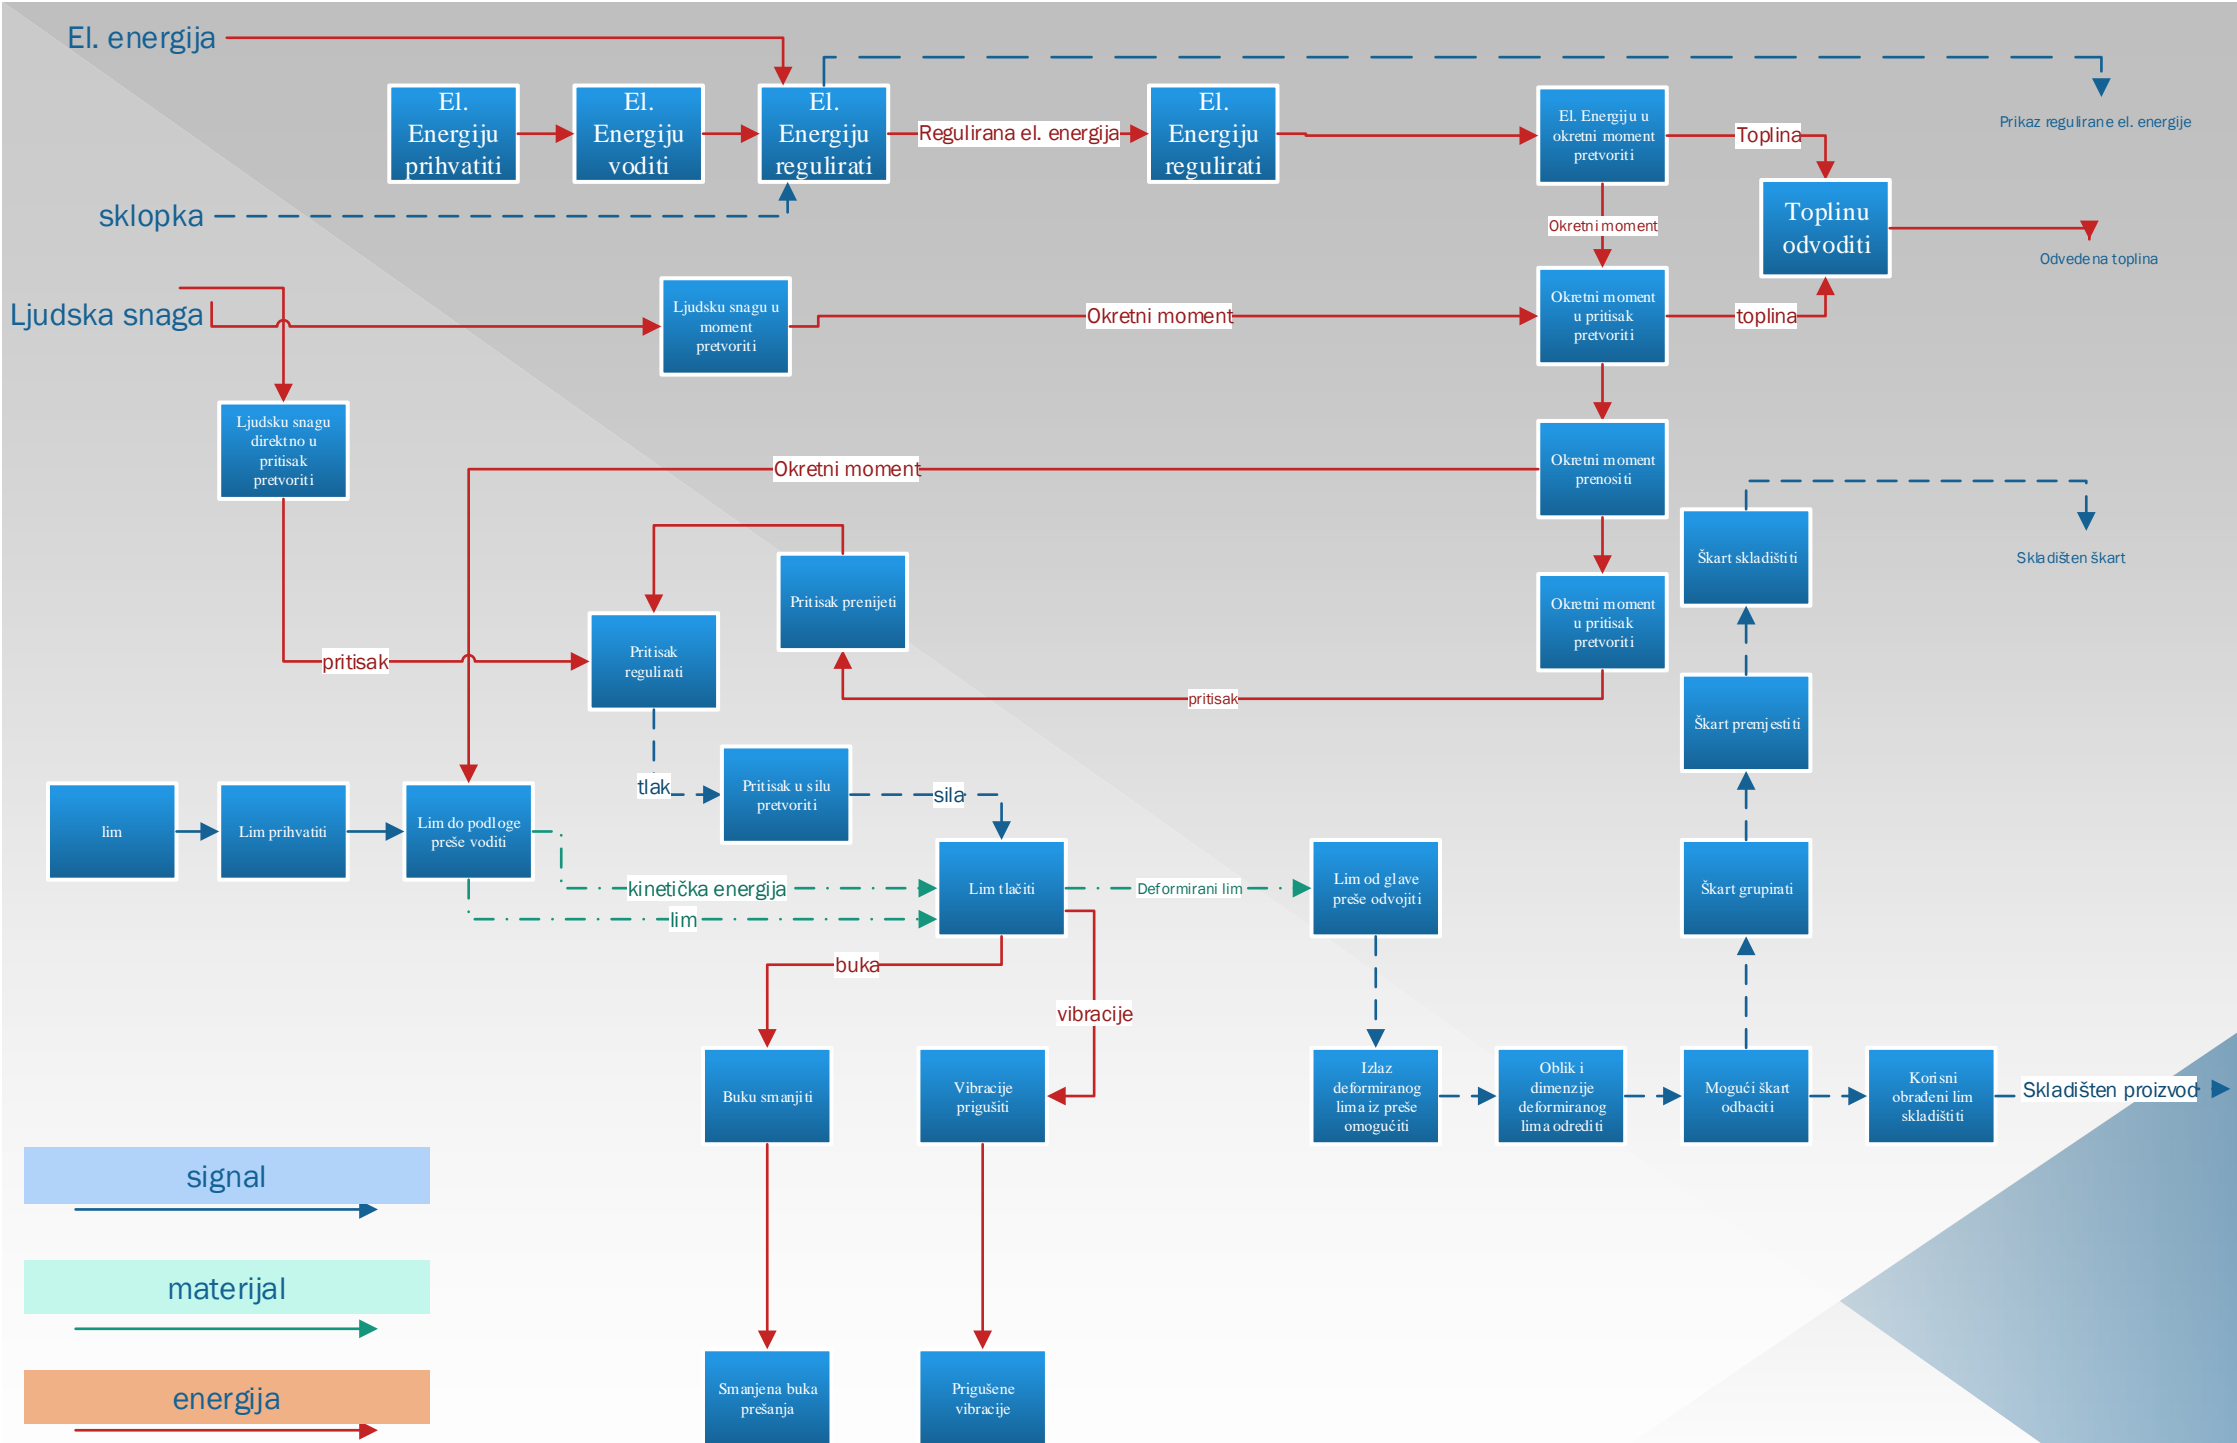 El. energija
El.
Energiju
prihvatiti
El.
Energiju
voditi
El.
Energiju
regulirati
Regulirana el. energija
El.
Energiju
regulirati
El. Energiju u
okretni moment
pretvoriti
Toplina
Prikaz regulirane el. energije
sklopka
Okretni moment
Toplinu
odvoditi
Odvedena toplina
Ljudska snaga
Ljudsku snagu u
moment
pretvoriti
Okretni moment
Okretni moment
u pritisak
pretvoriti
toplina
Ljudsku snagu
direktno u
pritisak
pretvoriti
Okretni moment
Okretni moment
prenositi
Škart skladištiti
Skladišten škart
Pritisak prenijeti
Okretni moment
u pritisak
pretvoriti
pritisak
Pritisak
regulirati
pritisak
Škart premjestiti
tlak
Pritisak u silu
pretvoriti
sila
lim
Lim prihvatiti
Lim do podloge
preše voditi
kinetička energija
lim
Lim tlačiti
Deformirani lim
Lim od glave
preše odvojiti
Škart grupirati
buka
vibracije
Buku smanjiti
Vibracije
prigušiti
Izlaz
deformiranog
lima iz preše
omogućiti
Oblik i
dimenzije
deformiranog
lima odrediti
Mogući škart
odbaciti
Korisni
obrađeni lim
skladištiti
Skladišten proizvod
signal
materijal
energija
Smanjena buka
prešanja
Prigušene
vibracije